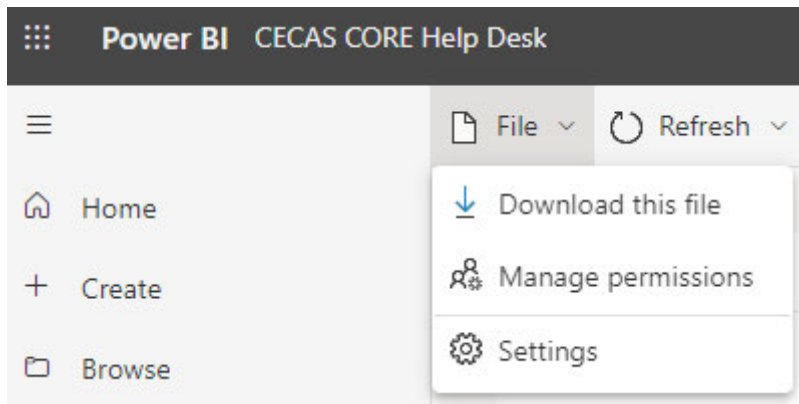 Power BI CECAS CORE Help Desk
File Refresh
Home
Download this file
Create
Manage permissions
Browse
Settings